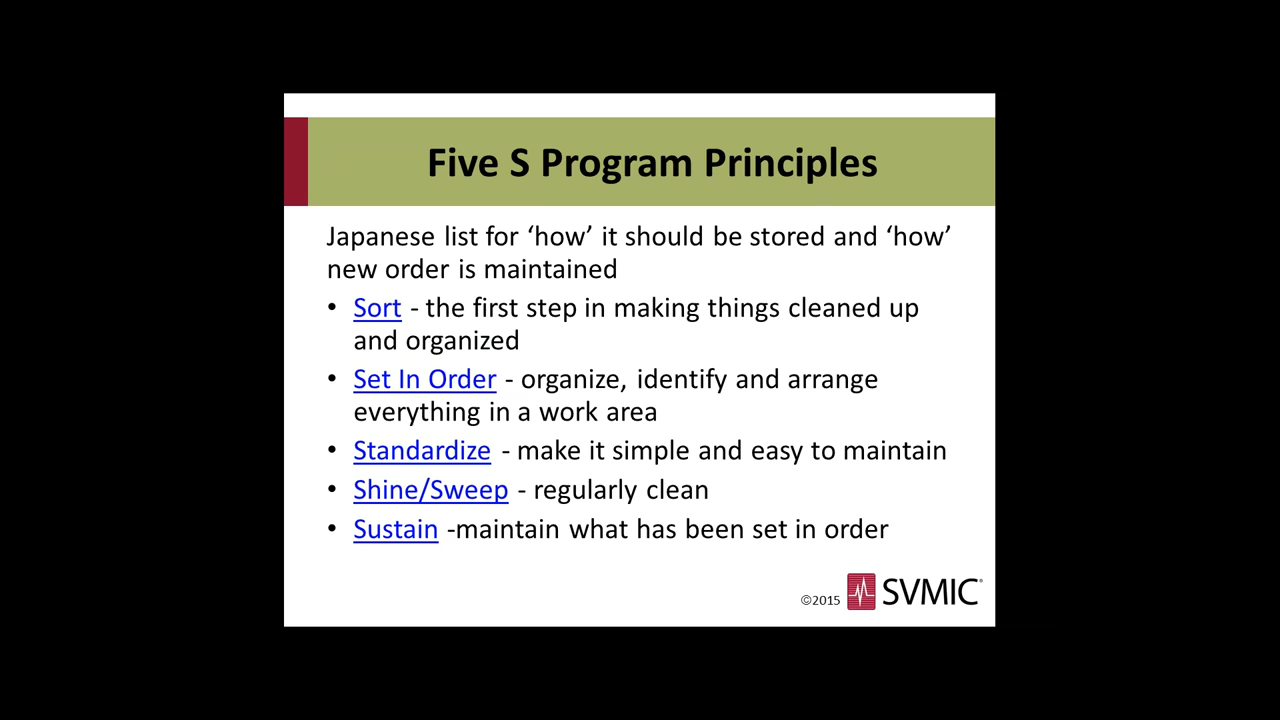 Five S Program Principles
Japanese list for ‘how’ it should be stored and ‘how’
new order is maintained
• Sort - the first step in making things cleaned up
and organized
• Set In Order - organize, identify and arrange
everything in a work area
• Standardize - make it simple and easy to maintain
• Shine/Sweep - regularly clean
• Sustain -maintain what has been set in order
©2015 SVMIC®